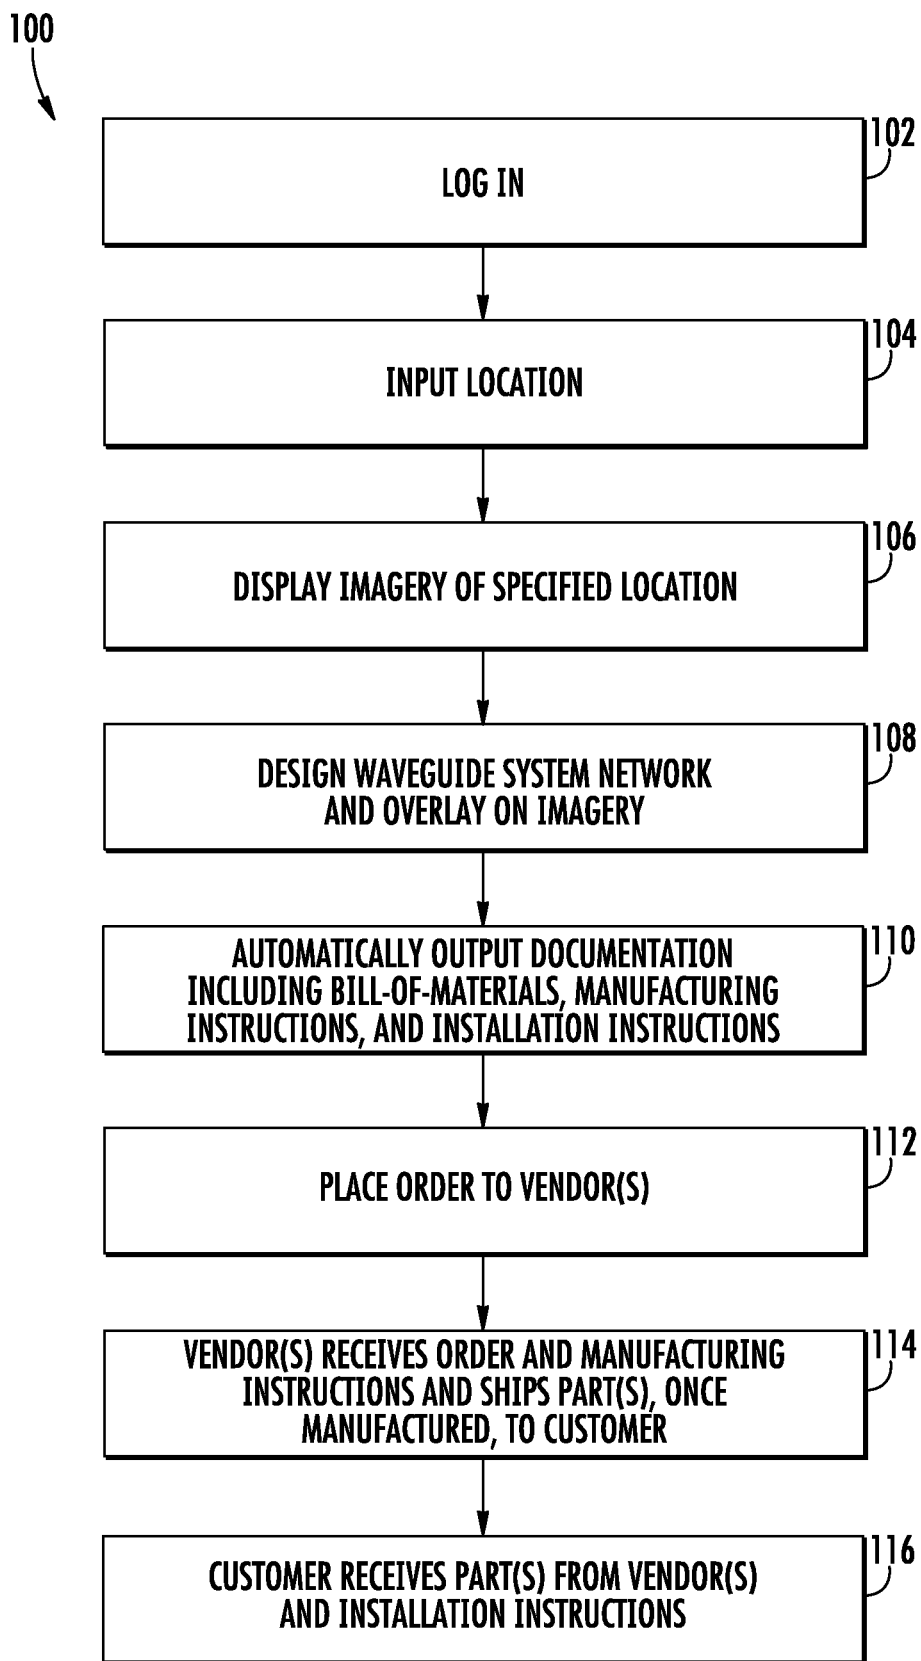 100
102
LOG IN
104
INPUT LOCATION
106
DISPLAY IMAGERY OF SPECIFIED LOCATION
108
DESIGN WAVEGUIDE SYSTEM NETWORK
AND OVERLAY ON IMAGERY
110
AUTOMATICALLY OUTPUT DOCUMENTATION
INCLUDING BILL-OF-MATERIALS, MANUFACTURING
INSTRUCTIONS, AND INSTALLATION INSTRUCTIONS
112
PLACE ORDER TO VENDOR(S)
114
VENDOR(S) RECEIVES ORDER AND MANUFACTURING
INSTRUCTIONS AND SHIPS PART(S), ONCE
MANUFACTURED, TO CUSTOMER
116
CUSTOMER RECEIVES PART(S) FROM VENDOR(S)
AND INSTALLATION INSTRUCTIONS